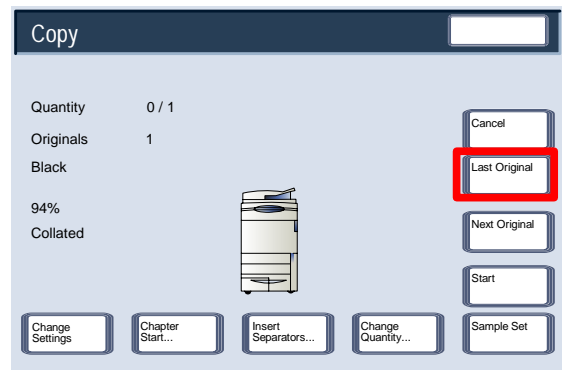 Copy
Quantity 0 / 1
Originals 1
Black
94%
Collated
Cancel
Last Original
Next Original
Start
Change
Settings
Chapter
Start...
Insert
Separators...
Change
Quantity...
Sample Set